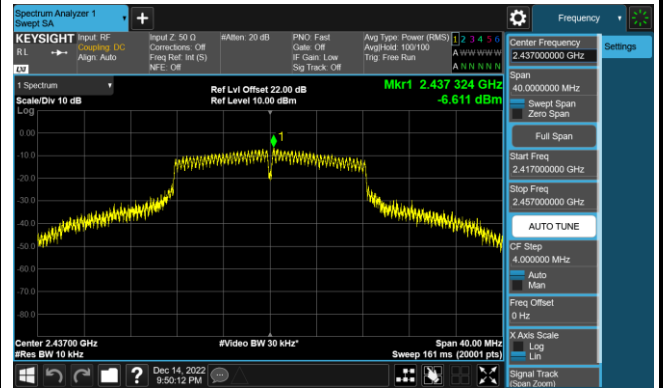 Spectrum Analyzer 1
Swept SA
Frequency
KEYSIGHT
RL
LXI
Input: RF
Coupling: DC
Align: Auto
Input Z: 50 Ω
Corrections: Off
Freq Ref: Int (S)
NFE: Off
#Atten: 20 dB
PNO: Fast
Gate: Off
IF Gain: Low
Sig Track: Off
Avg Type: Power (RMS)
Avg|Hold: 100/100
Trig: Free Run
1 2 3 4 5 6
A W W W W W
A N N N N N
1 Spectrum
Scale/Div 10 dB
Log
Ref Lvl Offset 22.00 dB
Ref Level 10.00 dBm
Mkr1 2.437 324 GHz
-6.611 dBm
1
0.00
-10.0
-20.0
-30.0
-40.0
-50.0
-60.0
-70.0
-80.0
Center 2.43700 GHz
#Res BW 10 kHz
#Video BW 30 kHz*
Span 40.00 MHz
Sweep 161 ms (20001 pts)
Center Frequency
2.437000000 GHz
Span
40.0000000 MHz
Swept Span
Zero Span
Full Span
Start Freq
2.417000000 GHz
Stop Freq
2.457000000 GHz
AUTO TUNE
CF Step
4.000000 MHz
Auto
Man
Freq Offset
0 Hz
X Axis Scale
Log
Lin
Signal Track
(Span Zoom)
Settings
?
Dec 14, 2022
9:50:12 PM